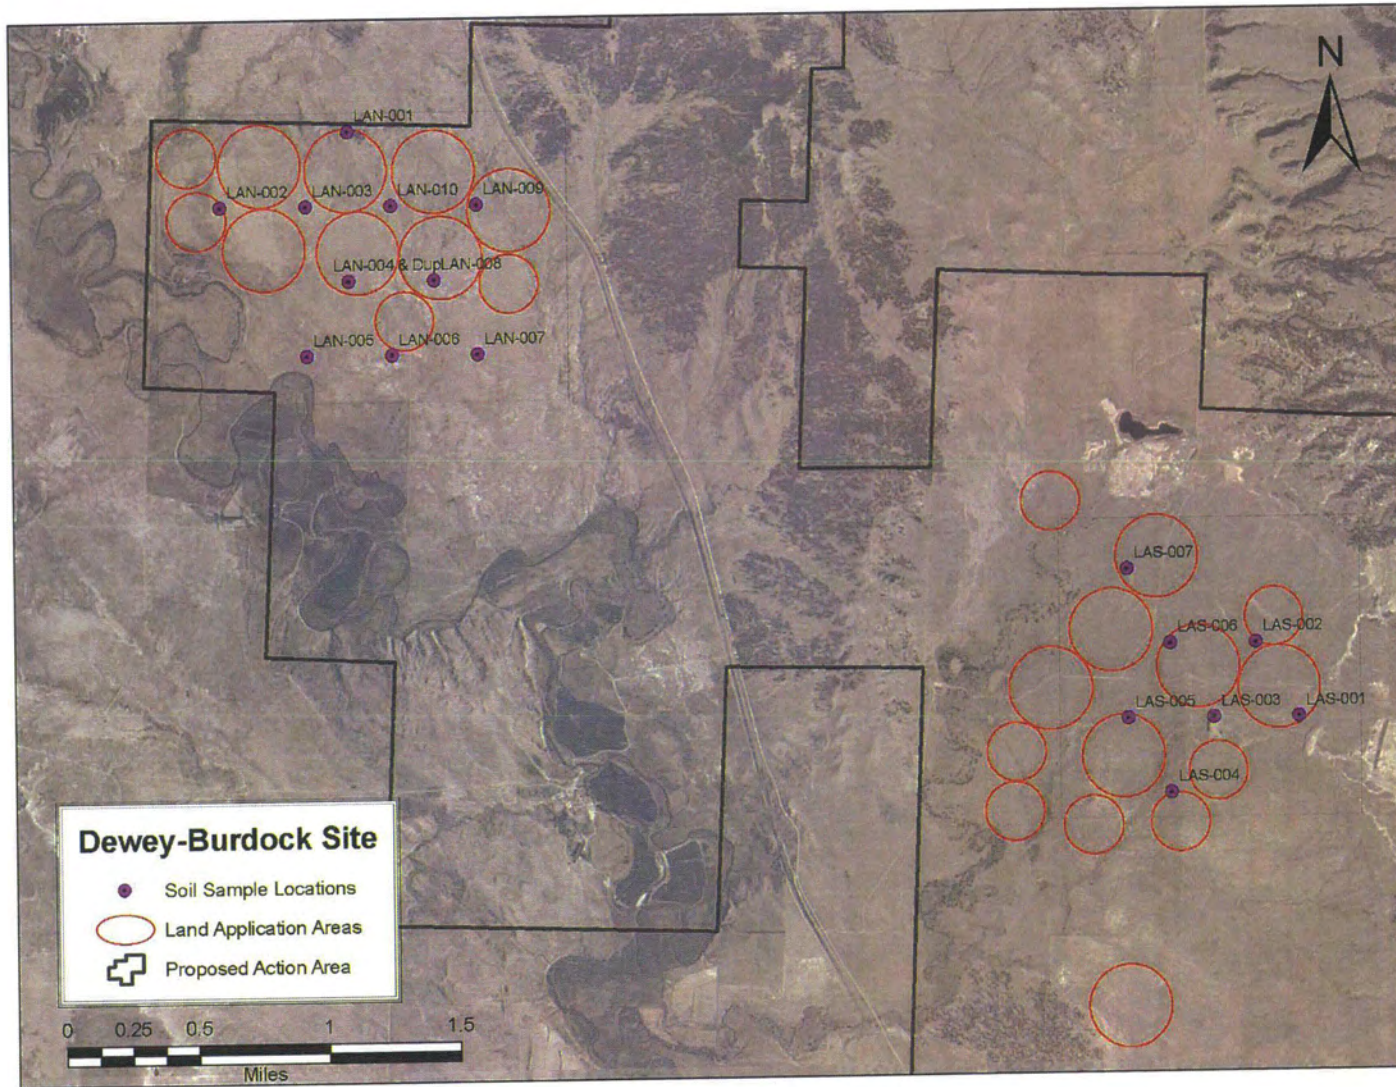 N
LAN-001
LAN-002
LAN-003
LAN-010
LAN-009
LAN-004 & DupLAN-008
LAN-005
LAN-006
LAN-007
LAS-007
LAS-006
LAS-002
LAS-005
LAS-003
LAS-001
LAS-004
Dewey-Burdock Site
Soil Sample Locations
Land Application Areas
Proposed Action Area
0 0.25 0.5 1 1.5
Miles